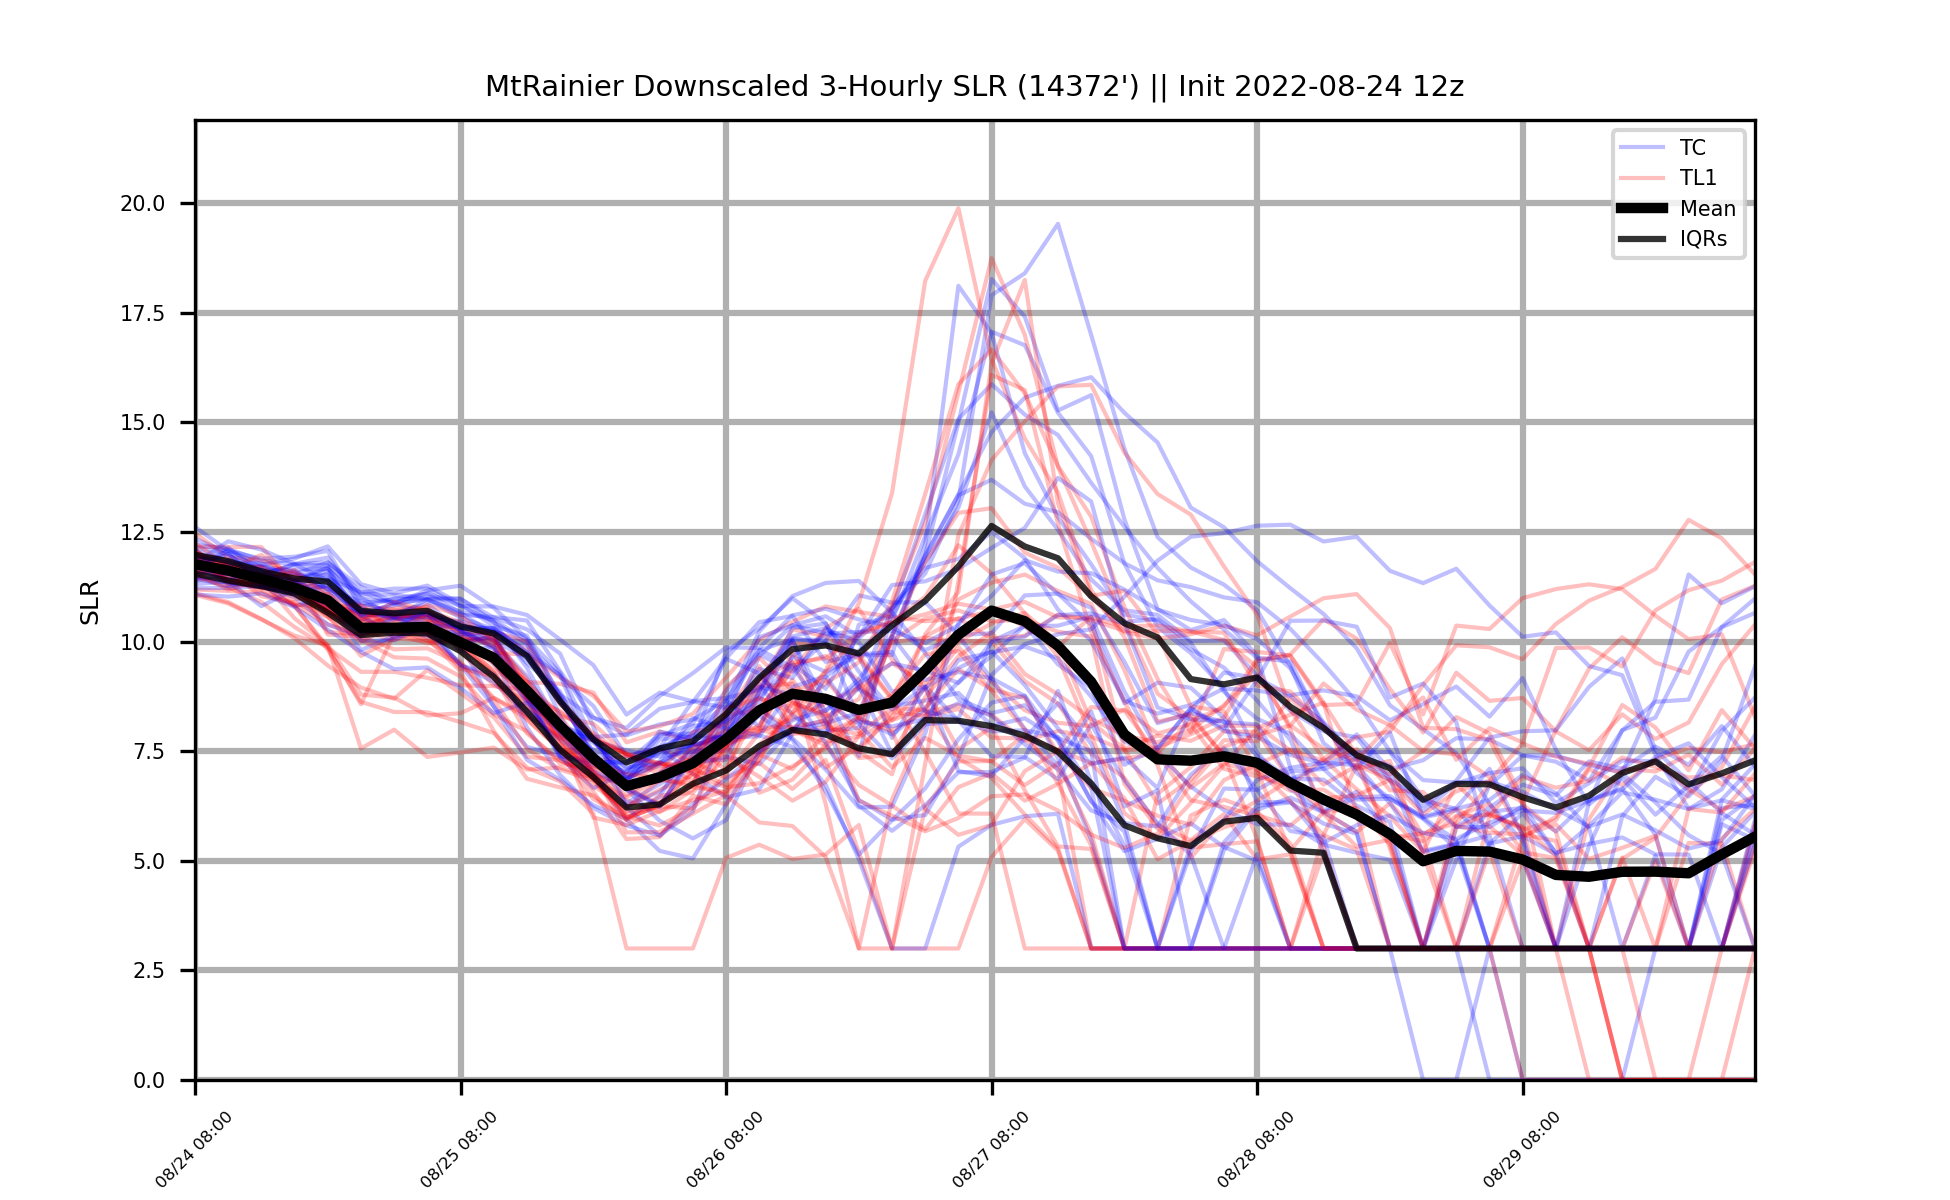 MtRainier Downscaled 3-Hourly SLR (14372') || Init 2022-08-24 12z
TC
TL1
Mean
IQRs
SLR
20.0
17.5
15.0
12.5
10.0
7.5
5.0
2.5
0.0
08/24 08:00
08/25 08:00
08/26 08:00
08/27 08:00
08/28 08:00
08/29 08:00